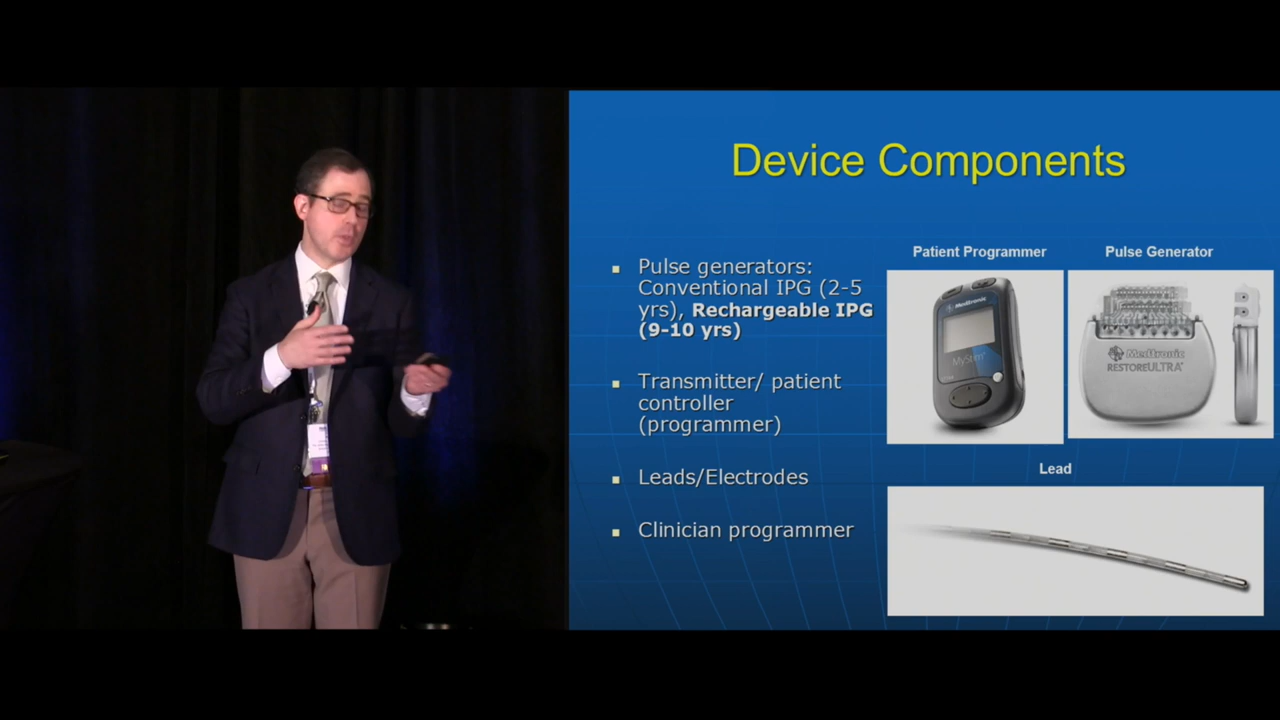 Device Components
Pulse generators:
Conventional IPG (2-5
yrs), Rechargeable IPG
(9-10 yrs)
Transmitter/ patient
controller
(programmer)
Leads/Electrodes
Clinician programmer
Patient Programmer
Medtronic
MyStim
Pulse Generator
Medtronic
RESTOREULTRA
Lead